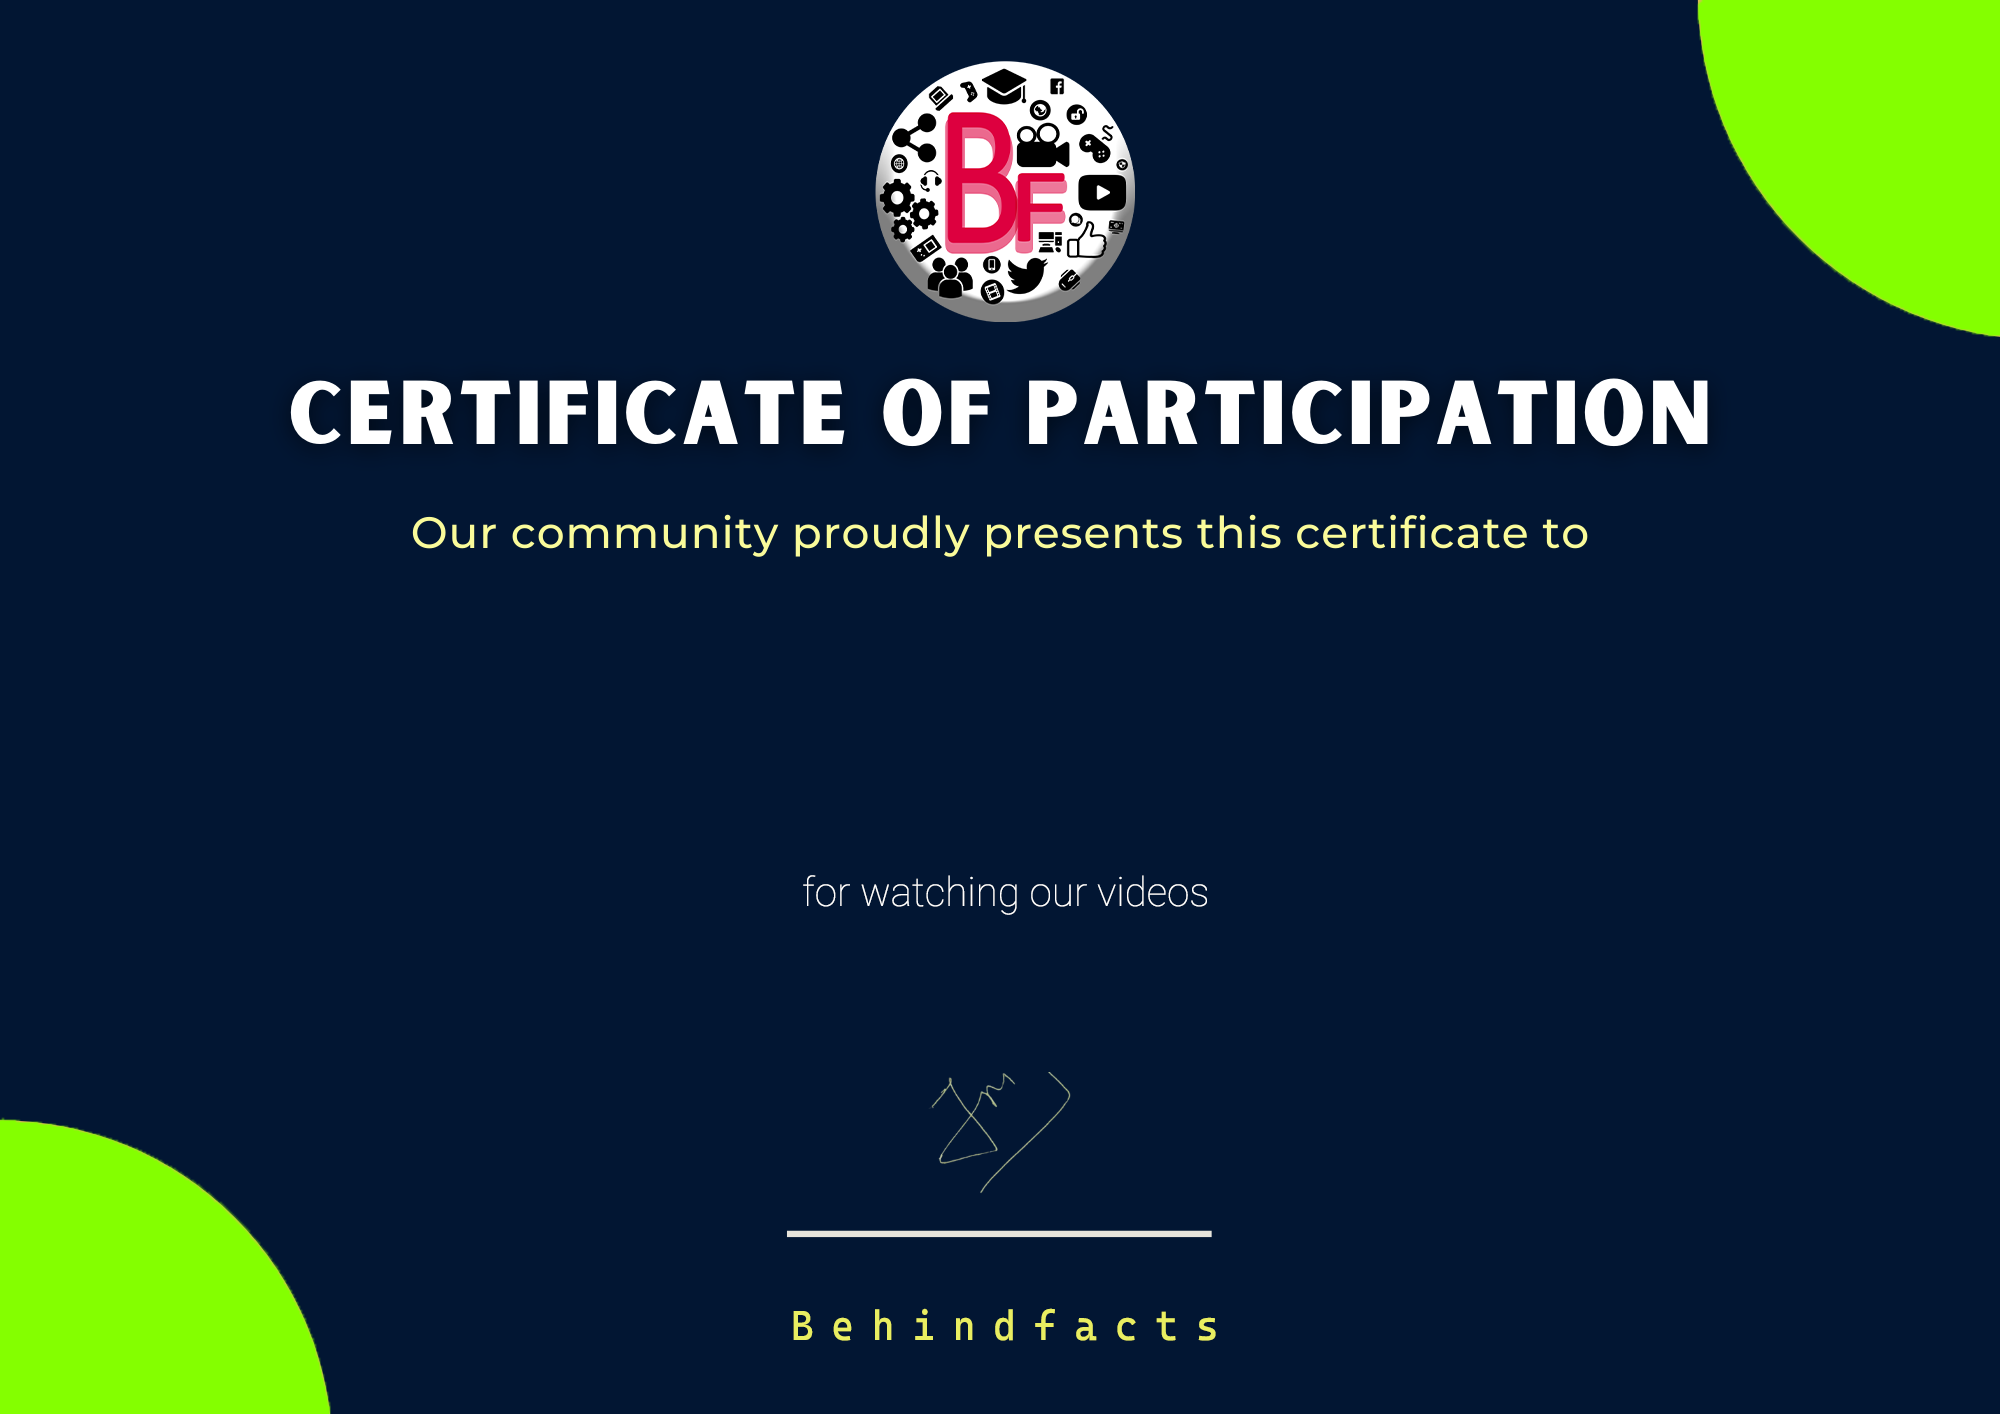 BF
CERTIFICATE OF PARTICIPATION
Our community proudly presents this certificate to
for watching our videos
Behindfacts